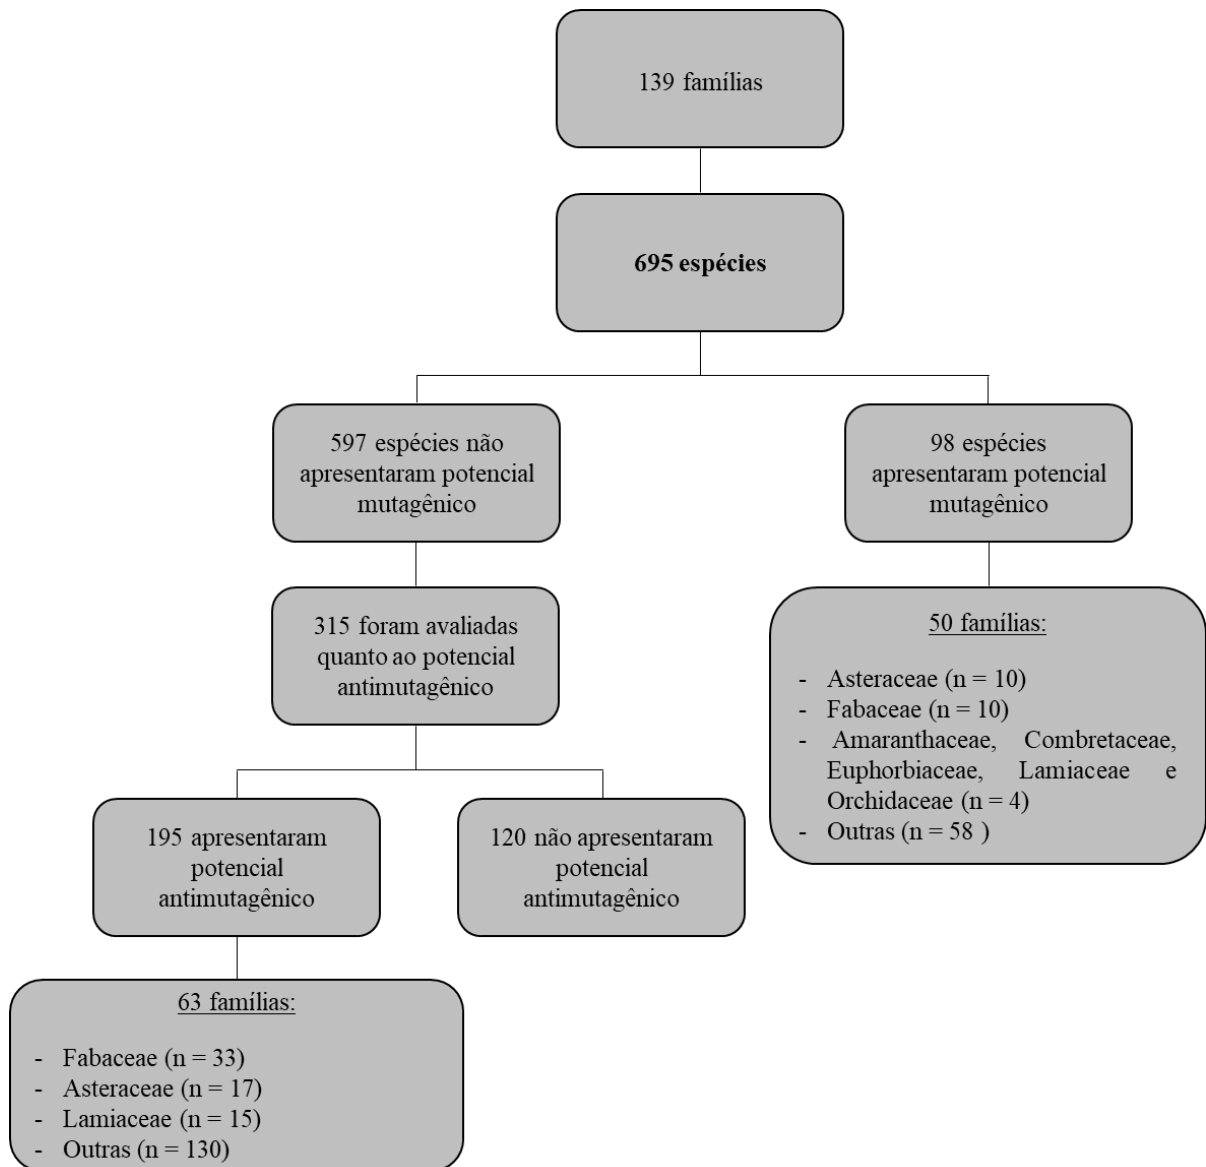 139 famílias
695 espécies
597 espécies não
apresentaram potencial
mutagênico
98 espécies
apresentaram potencial
mutagênico
315 foram avaliadas
quanto ao potencial
antimutagênico
50 famílias:
- Asteraceae (n = 10)
- Fabaceae (n = 10)
- Amaranthaceae, Combretaceae,
Euphorbiaceae, Lamiaceae e
Orchidaceae (n = 4)
- Outras (n = 58 )
195 apresentaram
potencial
antimutagênico
120 não apresentaram
potencial
antimutagênico
63 famílias:
- Fabaceae (n = 33)
- Asteraceae (n = 17)
- Lamiaceae (n = 15)
- Outras (n = 130)